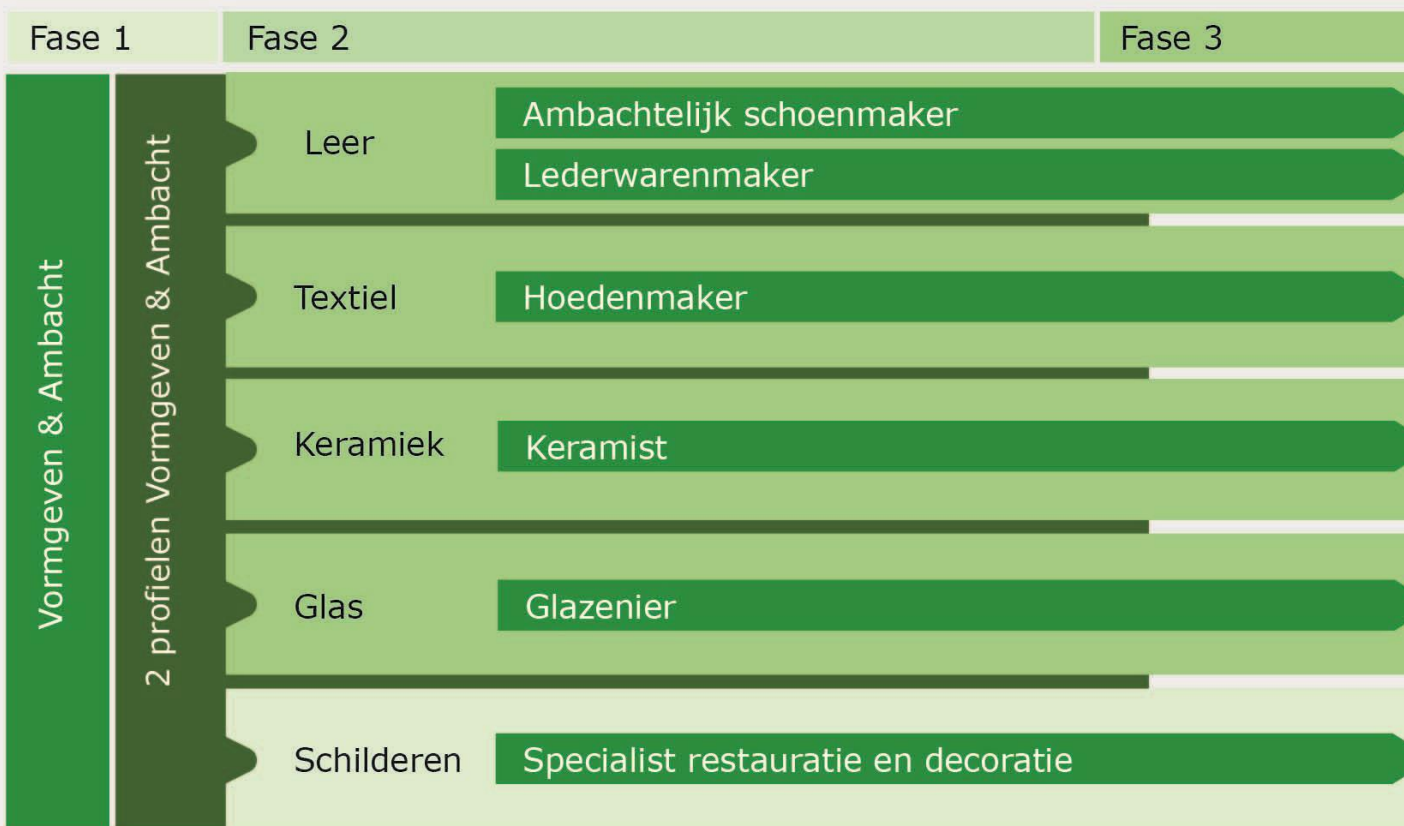 Fase 1
Fase 2
Fase 3
Vormgeven & Ambacht
2 profielen Vormgeven & Ambacht
Leer
Ambachtelijk schoenmaker
Lederwarenmaker
Textiel
Hoedenmaker
Keramiek
Keramist
Glas
Glazenier
Schilderen
Specialist restauratie en decoratie